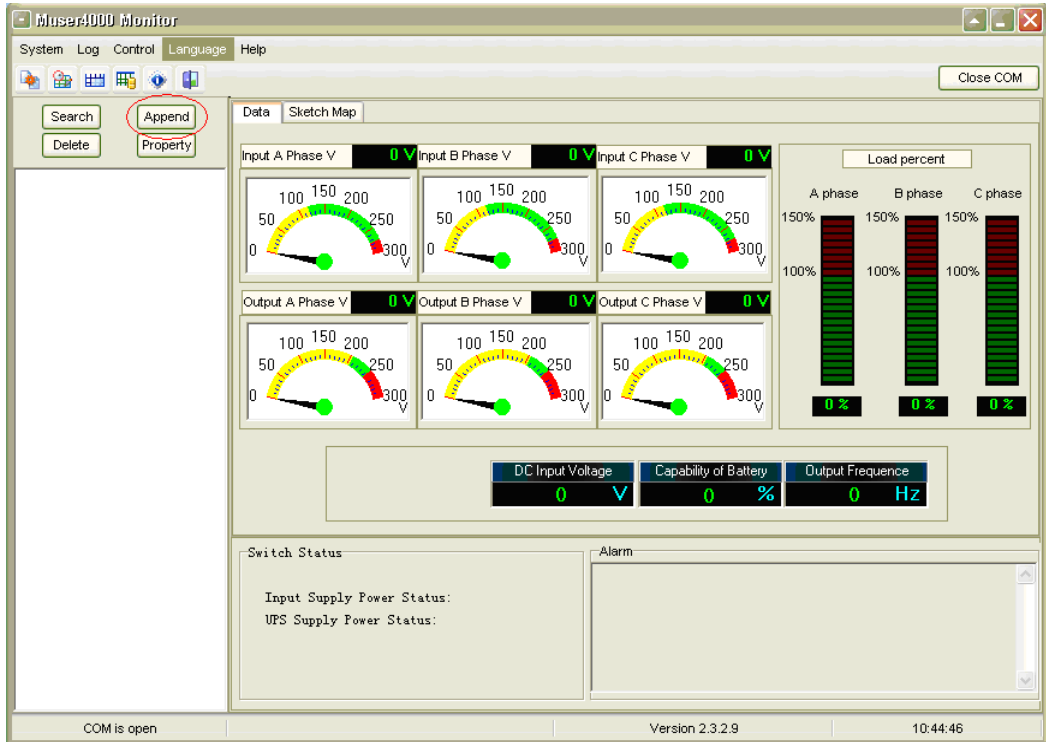 Muser4000 Monitor
System Log Control Language Help
Close COM
Search Append
Delete Property
Data Sketch Map
Input A Phase V 0 V Input B Phase V 0 V Input C Phase V 0 V
0 50 100 150 200 250 300 V
0 50 100 150 200 250 300 V
0 50 100 150 200 250 300 V
Output A Phase V 0 V Output B Phase V 0 V Output C Phase V 0 V
0 50 100 150 200 250 300 V
0 50 100 150 200 250 300 V
0 50 100 150 200 250 300 V
Load percent
A phase B phase C phase
150% 150% 150%
100% 100% 100%
0 % 0 % 0 %
DC Input Voltage Capability of Battery Output Frequence
0 V 0 % 0 Hz
Switch Status
Input Supply Power Status:
UPS Supply Power Status:
Alarm
COM is open Version 2.3.2.9 10:44:46